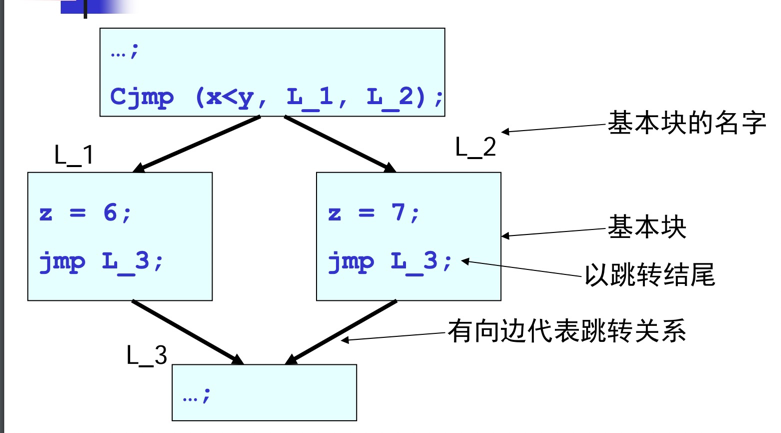 …;
Cjmp (x<y, L_1, L_2);
基本块的名字
L_1
L_2
z = 6;
jmp L_3;
z = 7;
jmp L_3;
基本块
以跳转结尾
有向边代表跳转关系
L_3
…;